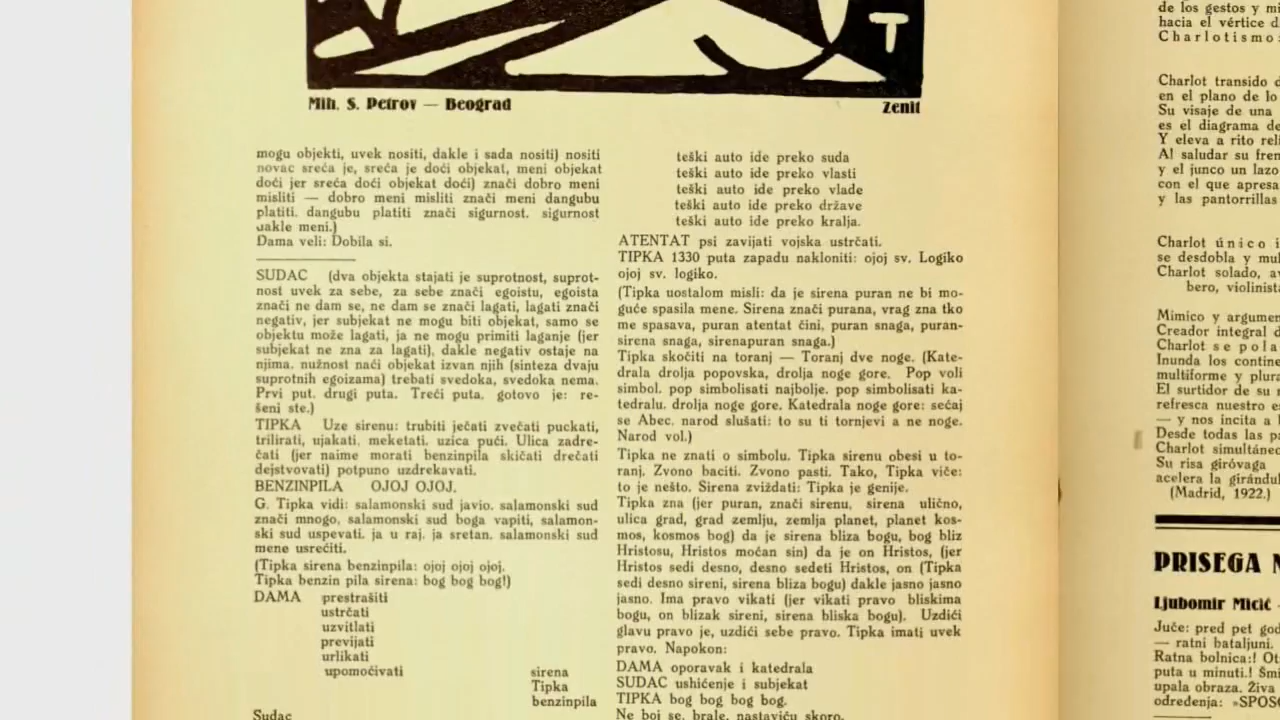 T
Mih. S. Petrov — Beograd
Zenit
mogu objekti, uvek nositi, dakle i sada nositi) nositi
novac sreća je, sreća je doći objekat, meni objekat
doći jer sreća doći objekat doći) znači dobro meni
misliti — dobro meni misliti znači meni dangubu
platiti. dangubu platiti znači sigurnost. sigurnost
dakle meni.)
Dama veli: Dobila si.
SUDAC (dva objekta stajati je suprotnost, suprot-
nost uvek za sebe, za sebe znači egoistu, egoista
znači ne dam se, ne dam se znači lagati, lagati znači
negativ, jer subjekat ne mogu biti objekat, samo se
objektu može lagati, ja ne mogu primiti laganje (jer
subjekat ne zna za lagati), dakle negativ ostaje na
njima. nužnost naći objekat izvan njih (sinteza dvaju
suprotnih egoizama) trebati svedoka, svedoka nema.
Prvi put. drugi puta. Treći puta. gotovo je: re-
šeni ste.)
TIPKA Uze sirenu: trubiti ječati zvečati puckati,
trilirati, ujakati. meketati. uzica pući. Ulica zadre-
čati (jer naime morati benzinpila skičati drečati
dejstvovati) potpuno uzdrekavati.
BENZINPILA OJOJ OJOJ.
G. Tipka vidi: salamonski sud javio. salamonski sud
znači mnogo, salamonski sud boga vapiti, salamon-
ski sud uspevati. ja u raj. ja sretan. salamonski sud
mene usrećiti.
(Tipka sirena benzinpila: ojoj ojoj ojoj.
Tipka benzin pila sirena: bog bog bog!)
DAMA prestrašiti
ustrčati
uzvitlati
previjati
urlikati
upomoćivati
sirena
Tipka
benzinpila
Sudac
teški auto ide preko suda
teški auto ide preko vlasti
teški auto ide preko vlade
teški auto ide preko države
teški auto ide preko kralja.
ATENTAT psi zavijati vojska ustrčati.
TIPKA 1330 puta zapadu nakloniti: ojoj sv. Logiko
ojoj sv. logiko.
(Tipka uostalom misli: da je sirena puran ne bi mo-
guće spasila mene. Sirena znači purana, vrag zna tko
me spasava, puran atentat čini, puran snaga, puran-
sirena snaga, sirenapuran snaga.)
Tipka skočiti na toranj — Toranj dve noge. (Kate-
drala drolja popovska, drolja noge gore. Pop voli
simbol. pop simbolisati najbolje. pop simbolisati ka-
tedralu. drolja noge gore. Katedrala noge gore: sećaj
se Abec. narod slušati: to su ti tornjevi a ne noge.
Narod vol.)
Tipka ne znati o simbolu. Tipka sirenu obesi u to-
ranj. Zvono baciti. Zvono pasti. Tako, Tipka viče:
to je nešto. Sirena zviždati: Tipka je genije.
Tipka zna (jer puran, znači sirenu, sirena ulično,
ulica grad, grad zemlju, zemlja planet, planet kos-
mos, kosmos bog) da je sirena bliza bogu, bog bliz
Hristosu, Hristos moćan sin) da je on Hristos, (jer
Hristos sedi desno, desno sedeti Hristos, on (Tipka
sedi desno sireni, sirena bliza bogu) dakle jasno jasno
jasno. Ima pravo vikati (jer vikati pravo bliskima
bogu, on blizak sireni, sirena bliska bogu). Uzdići
glavu pravo je, uzdići sebe pravo. Tipka imati uvek
pravo. Napokon:
DAMA oporavak i katedrala
SUDAC ushićenje i subjekat
TIPKA bog bog bog bog.
Ne boj se, brale, nastaviću skoro.
de los gestos y mi
hacia el vértice d
Charlotismo:
Charlot transido d
en el plano de lo
Su visaje de una
es el diagrama de
Y eleva a rito reli
Al saludar su fren
y el junco un lazo
con el que apresa
y las pantorrillas
Charlot único i
se desdobla y mul
Charlot solado, av
bero, violinista
Mimico y argumen
Creador integral d
Charlot se pola
Inunda los contine
multiforme y plura
El surtidor de su r
refresca nuestro e
— y nos incita a l
Desde todas las p
Charlot simultánec
Su risa giróvaga
acelera la girándul
(Madrid, 1922.)
PRISEGA N
Ljubomir Micić -
Juče: pred pet god
— ratni bataljuni.
Ratna bolnica:! Ot
puta u minuti.! Šmi
upala obraza. Živa
određenja: »SPOSO